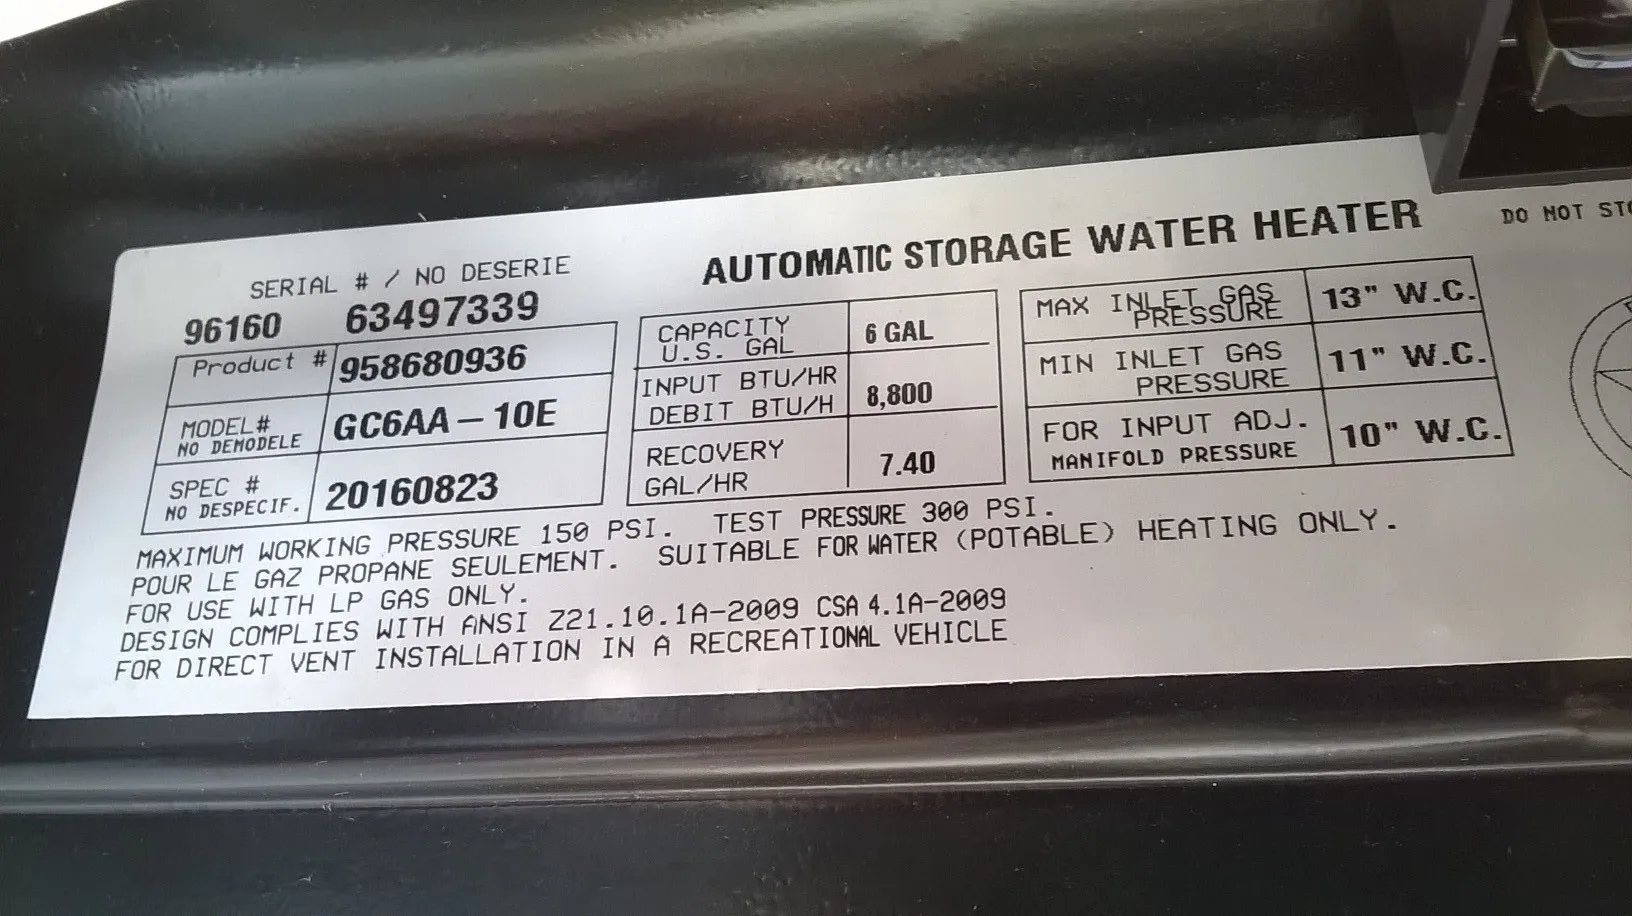 SERIAL # / NO DESERIE
96160 63497339
Product # 958680936
MODEL# GC6AA – 10E
NO DEMODELE
SPEC # 20160823
NO DESPECIF.
AUTOMATIC STORAGE WATER HEATER
CAPACITY 6 GAL
U.S. GAL
INPUT BTU/HR 8,800
DEBIT BTU/H
RECOVERY 7.40
GAL/HR
MAX INLET GAS 13" W.C.
PRESSURE
MIN INLET GAS 11" W.C.
PRESSURE
FOR INPUT ADJ. 10" W.C.
MANIFOLD PRESSURE
MAXIMUM WORKING PRESSURE 150 PSI. TEST PRESSURE 300 PSI.
POUR LE GAZ PROPANE SEULEMENT. SUITABLE FOR WATER (POTABLE) HEATING ONLY.
FOR USE WITH LP GAS ONLY.
DESIGN COMPLIES WITH ANSI Z21.10.1A-2009 CSA 4.1A-2009
FOR DIRECT VENT INSTALLATION IN A RECREATIONAL VEHICLE
DO NOT